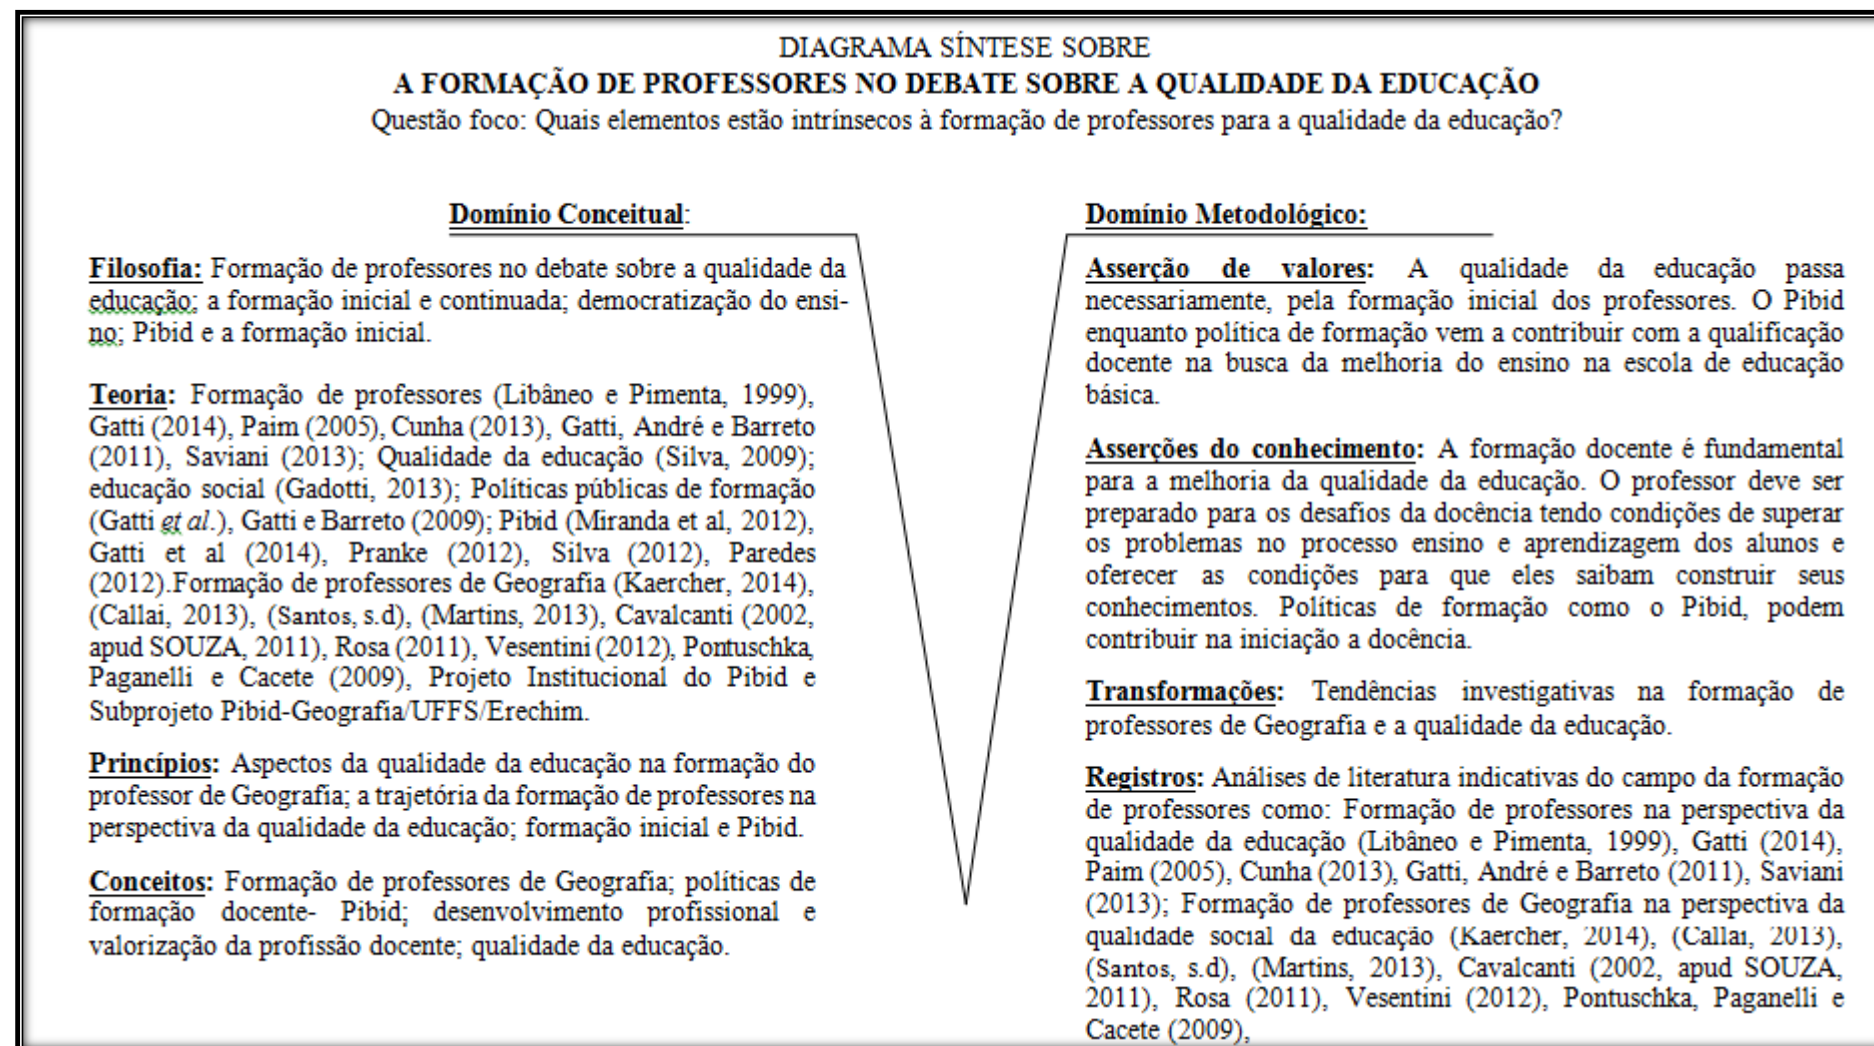 DIAGRAMA SÍNTESE SOBRE
A FORMAÇÃO DE PROFESSORES NO DEBATE SOBRE A QUALIDADE DA EDUCAÇÃO
Questão foco: Quais elementos estão intrínsecos à formação de professores para a qualidade da educação?
Domínio Conceitual:
Filosofia: Formação de professores no debate sobre a qualidade da
educação; a formação inicial e continuada; democratização do ensi-
no; Pibid e a formação inicial.
Teoria: Formação de professores (Libâneo e Pimenta, 1999),
Gatti (2014), Paim (2005), Cunha (2013), Gatti, André e Barreto
(2011), Saviani (2013); Qualidade da educação (Silva, 2009);
educação social (Gadotti, 2013); Políticas públicas de formação
(Gatti et al.), Gatti e Barreto (2009); Pibid (Miranda et al, 2012),
Gatti et al (2014), Pranke (2012), Silva (2012), Paredes
(2012).Formação de professores de Geografia (Kaercher, 2014),
(Callai, 2013), (Santos, s.d), (Martins, 2013), Cavalcanti (2002,
apud SOUZA, 2011), Rosa (2011), Vesentini (2012), Pontuschka,
Paganelli e Cacete (2009), Projeto Institucional do Pibid e
Subprojeto Pibid-Geografia/UFFS/Erechim.
Princípios: Aspectos da qualidade da educação na formação do
professor de Geografia; a trajetória da formação de professores na
perspectiva da qualidade da educação; formação inicial e Pibid.
Conceitos: Formação de professores de Geografia; políticas de
formação docente- Pibid; desenvolvimento profissional e
valorização da profissão docente; qualidade da educação.
Domínio Metodológico:
Asserção de valores: A qualidade da educação passa
necessariamente, pela formação inicial dos professores. O Pibid
enquanto política de formação vem a contribuir com a qualificação
docente na busca da melhoria do ensino na escola de educação
básica.
Asserções do conhecimento: A formação docente é fundamental
para a melhoria da qualidade da educação. O professor deve ser
preparado para os desafios da docência tendo condições de superar
os problemas no processo ensino e aprendizagem dos alunos e
oferecer as condições para que eles saibam construir seus
conhecimentos. Políticas de formação como o Pibid, podem
contribuir na iniciação a docência.
Transformações: Tendências investigativas na formação de
professores de Geografia e a qualidade da educação.
Registros: Análises de literatura indicativas do campo da formação
de professores como: Formação de professores na perspectiva da
qualidade da educação (Libâneo e Pimenta, 1999), Gatti (2014),
Paim (2005), Cunha (2013), Gatti, André e Barreto (2011), Saviani
(2013); Formação de professores de Geografia na perspectiva da
qualidade social da educação (Kaercher, 2014), (Callai, 2013),
(Santos, s.d), (Martins, 2013), Cavalcanti (2002, apud SOUZA,
2011), Rosa (2011), Vesentini (2012), Pontuschka, Paganelli e
Cacete (2009),